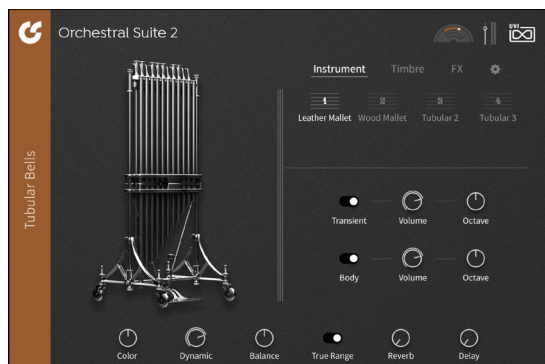 Orchestral Suite 2
UVI
Tubular Bells
Instrument Timbre FX
1 2 3 4
Leather Mallet Wood Mallet Tubular 2 Tubular 3
Transient Volume Octave
Body Volume Octave
Color Dynamic Balance True Range Reverb Delay